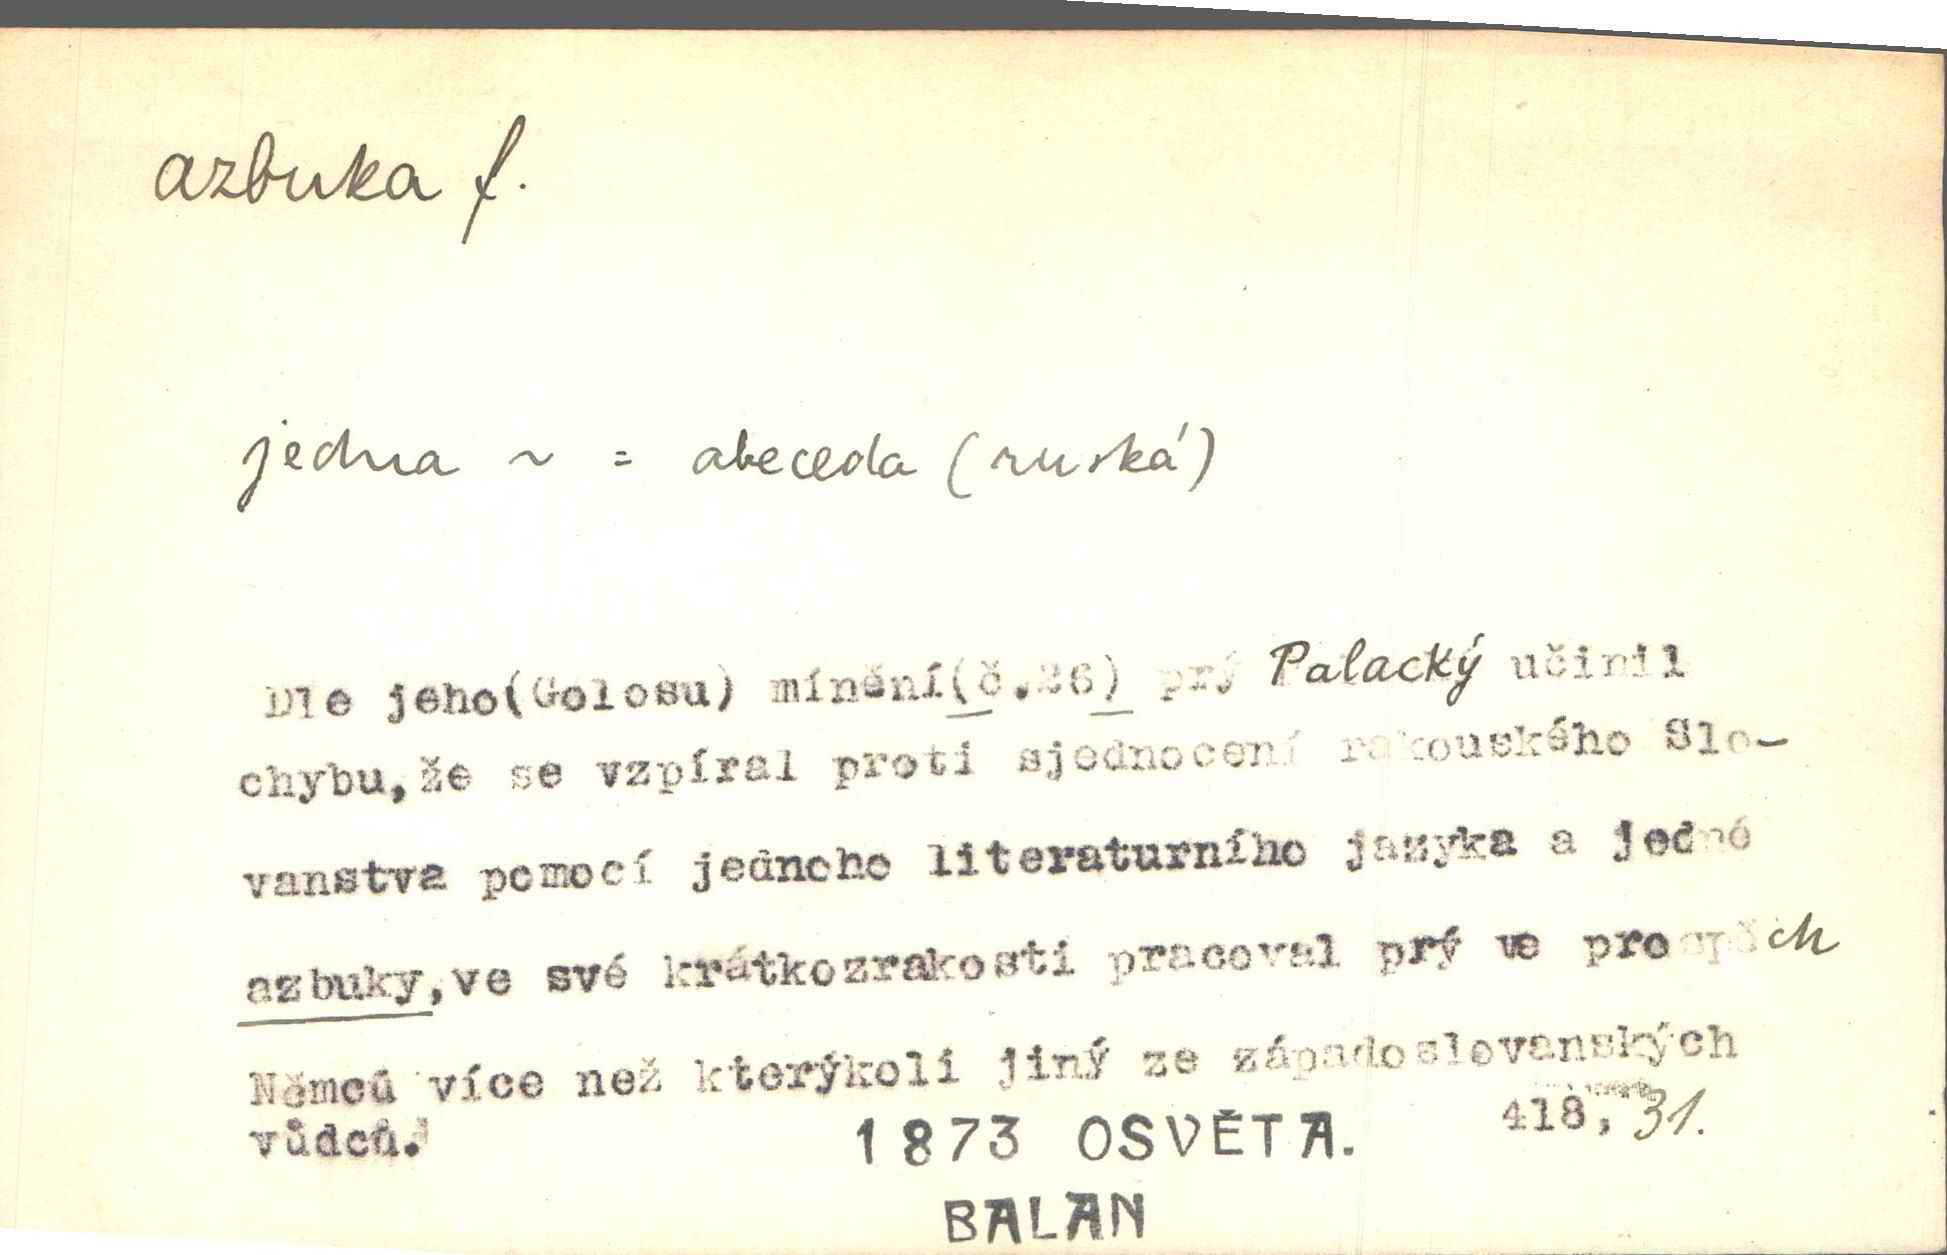 azbuka f.
jedna ~ = abeceda (ruská)
Dle jeho(Golosu) mínění(č.26) prý Palacký učinil
chybu,že se vzpíral proti sjednocení rakouského Slo-
vanstva pomocí jednoho literaturního jazyka a jedné
azbuky,ve své krátkozrakosti pracoval prý ve prospěch
Němců více než kterýkoli jiný ze západoslovanských
vůdců.
418, 31.
1873 OSVĚTA.
BALAN